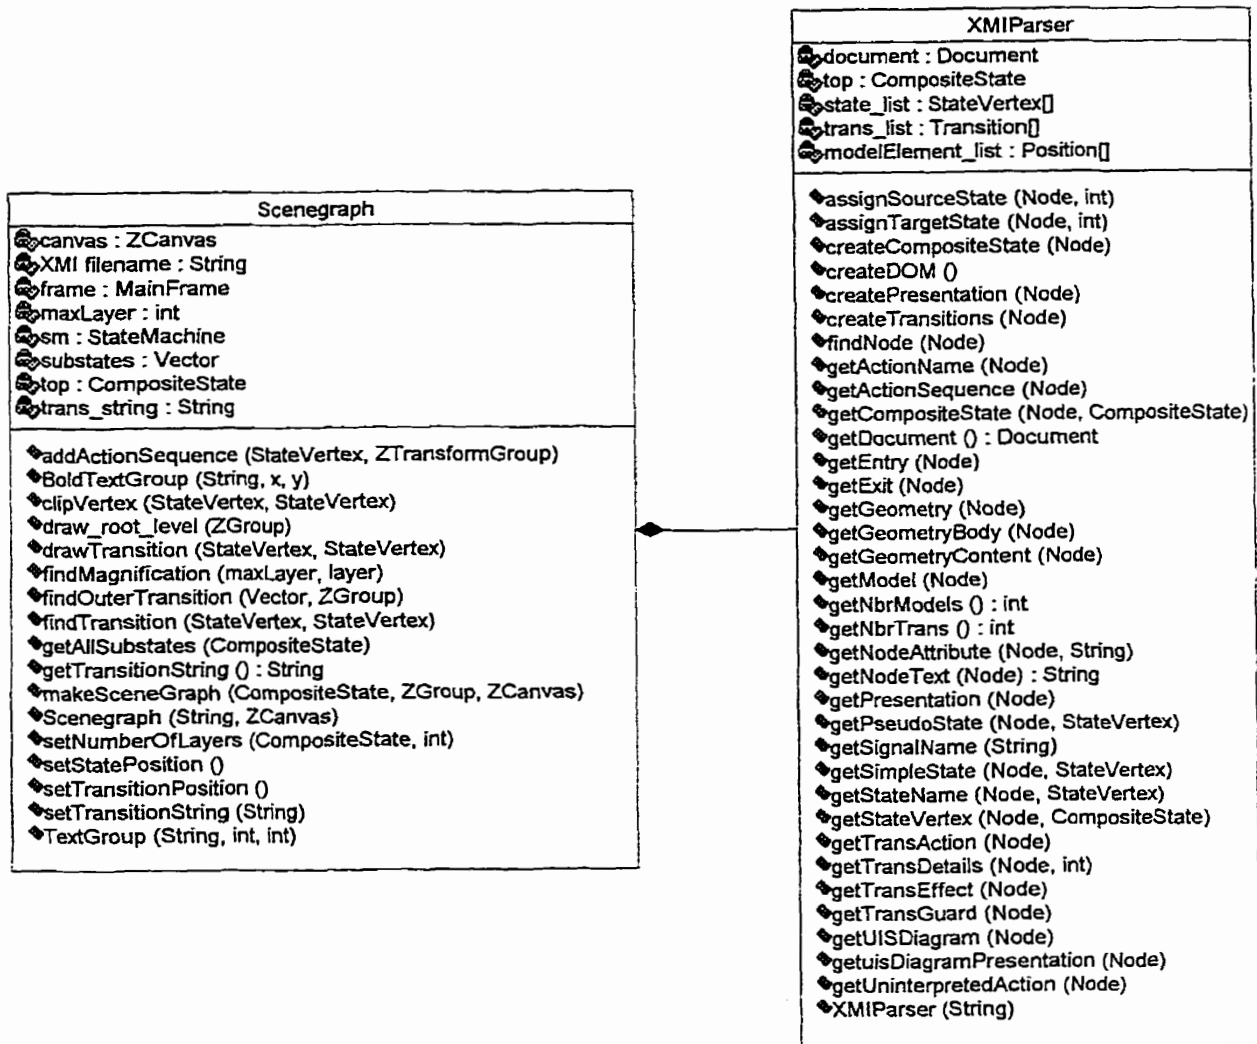 XMIParser
document : Document
top : CompositeState
state_list : StateVertex[]
trans_list : Transition[]
modelElement_list : Position[]
assignSourceState (Node, int)
assignTargetState (Node, int)
createCompositeState (Node)
createDOM ()
createPresentation (Node)
createTransitions (Node)
findNode (Node)
getActionName (Node)
getActionSequence (Node)
getCompositeState (Node, CompositeState)
getDocument () : Document
getEntry (Node)
getExit (Node)
getGeometry (Node)
getGeometryBody (Node)
getGeometryContent (Node)
getModel (Node)
getNbrModels () : int
getNbrTrans () : int
getNodeAttribute (Node, String)
getNodeText (Node) : String
getPresentation (Node)
getPseudoState (Node, StateVertex)
getSignalName (String)
getSimpleState (Node, StateVertex)
getStateName (Node, StateVertex)
getStateVertex (Node, CompositeState)
getTransAction (Node)
getTransDetails (Node, int)
getTransEffect (Node)
getTransGuard (Node)
getUISDiagram (Node)
getuisDiagramPresentation (Node)
getUninterpretedAction (Node)
XMIParser (String)
Scenegraph
canvas : ZCanvas
XMI filename : String
frame : MainFrame
maxLayer : int
sm : StateMachine
substates : Vector
top : CompositeState
trans_string : String
addActionSequence (StateVertex, ZTransformGroup)
BoldTextGroup (String, x, y)
clipVertex (StateVertex, StateVertex)
draw_root_level (ZGroup)
drawTransition (StateVertex, StateVertex)
findMagnification (maxLayer, layer)
findOuterTransition (Vector, ZGroup)
findTransition (StateVertex, StateVertex)
getAllSubstates (CompositeState)
getTransitionString () : String
makeSceneGraph (CompositeState, ZGroup, ZCanvas)
Scenegraph (String, ZCanvas)
setNumberOfLayers (CompositeState, int)
setStatePosition ()
setTransitionPosition ()
setTransitionString (String)
TextGroup (String, int, int)